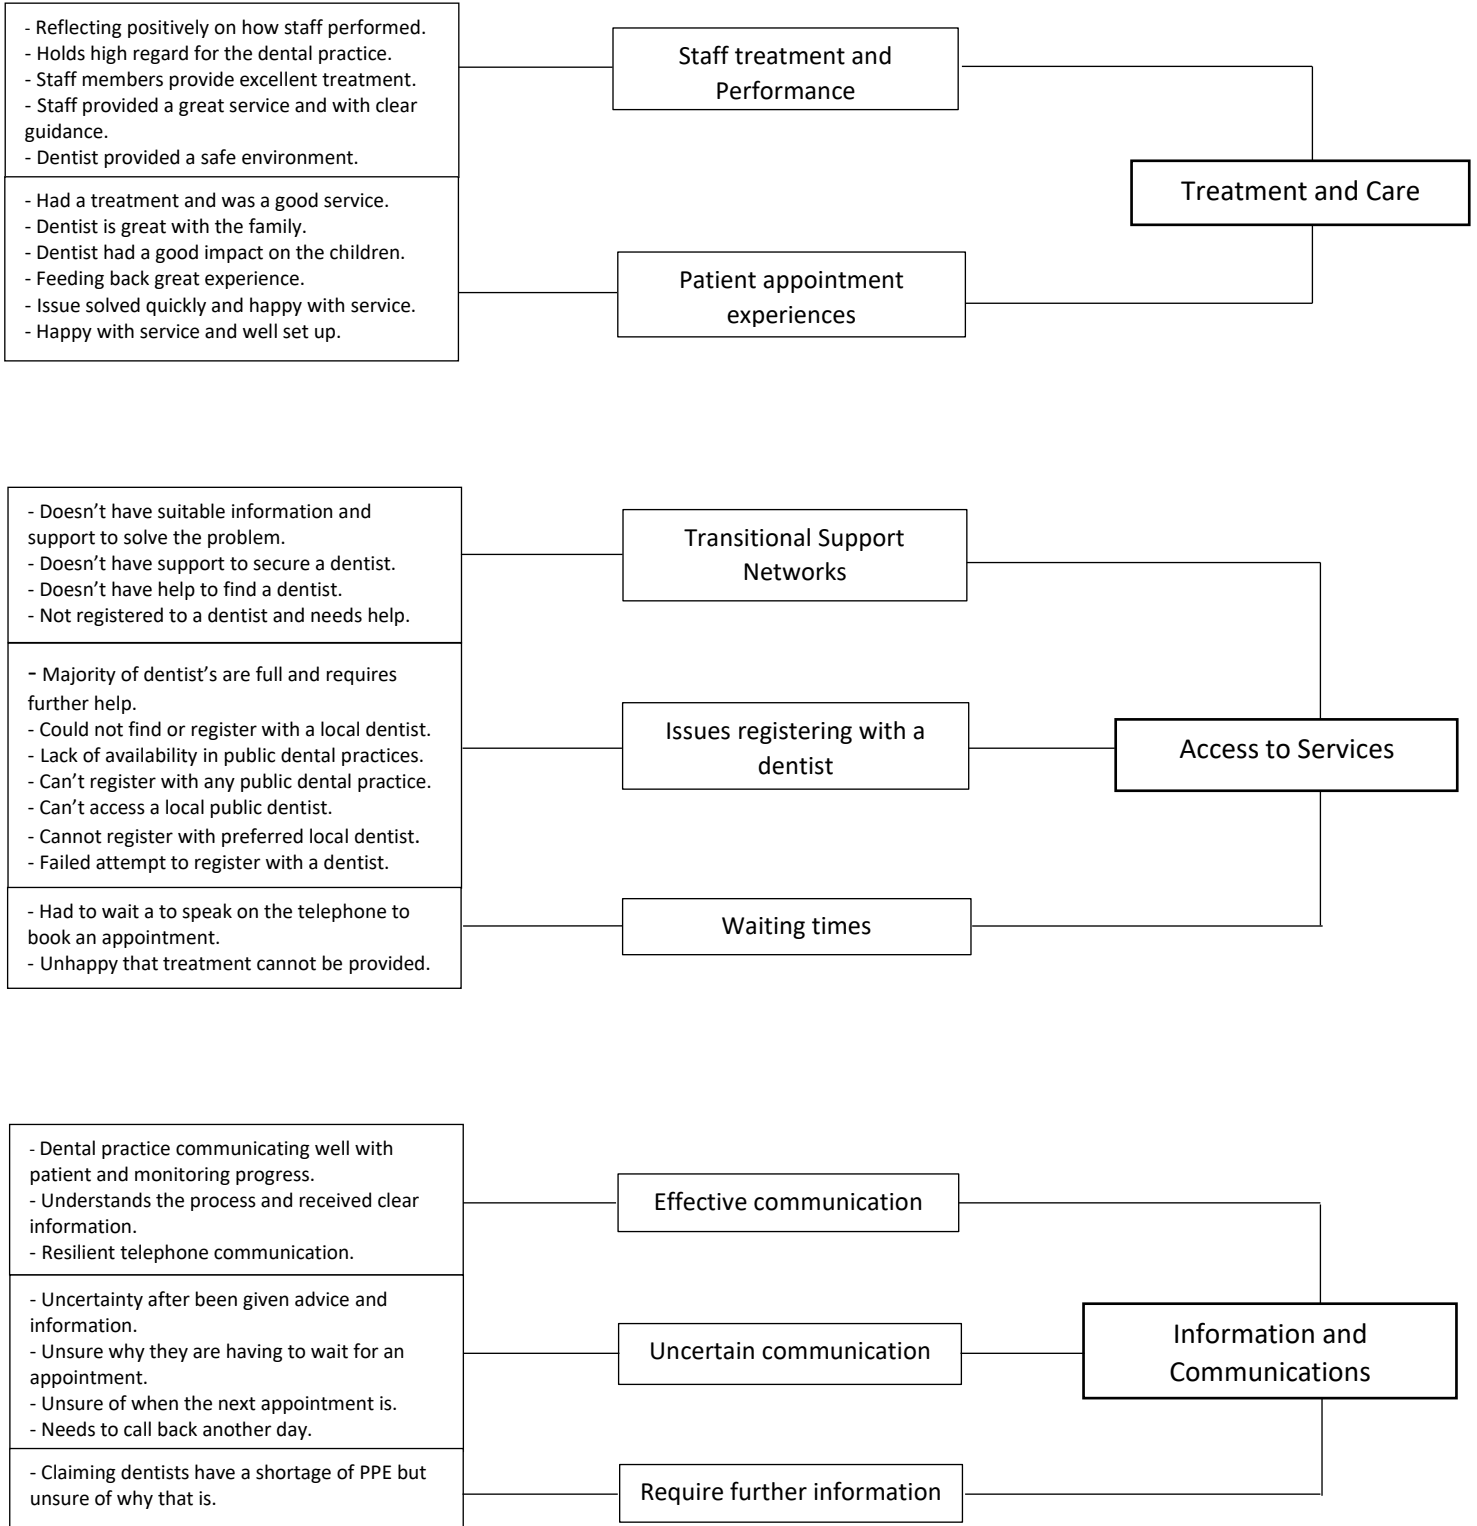 - Reflecting positively on how staff performed.
- Holds high regard for the dental practice.
- Staff members provide excellent treatment.
- Staff provided a great service and with clear
guidance.
- Dentist provided a safe environment.
Staff treatment and
Performance
- Had a treatment and was a good service.
- Dentist is great with the family.
- Dentist had a good impact on the children.
- Feeding back great experience.
- Issue solved quickly and happy with service.
- Happy with service and well set up.
Patient appointment
experiences
Treatment and Care
- Doesn’t have suitable information and
support to solve the problem.
- Doesn’t have support to secure a dentist.
- Doesn’t have help to find a dentist.
- Not registered to a dentist and needs help.
Transitional Support
Networks
- Majority of dentist’s are full and requires
further help.
- Could not find or register with a local dentist.
- Lack of availability in public dental practices.
- Can’t register with any public dental practice.
- Can’t access a local public dentist.
- Cannot register with preferred local dentist.
- Failed attempt to register with a dentist.
Issues registering with a
dentist
- Had to wait a to speak on the telephone to
book an appointment.
- Unhappy that treatment cannot be provided.
Waiting times
Access to Services
- Dental practice communicating well with
patient and monitoring progress.
- Understands the process and received clear
information.
- Resilient telephone communication.
Effective communication
- Uncertainty after been given advice and
information.
- Unsure why they are having to wait for an
appointment.
- Unsure of when the next appointment is.
- Needs to call back another day.
Uncertain communication
- Claiming dentists have a shortage of PPE but
unsure of why that is.
Require further information
Information and
Communications